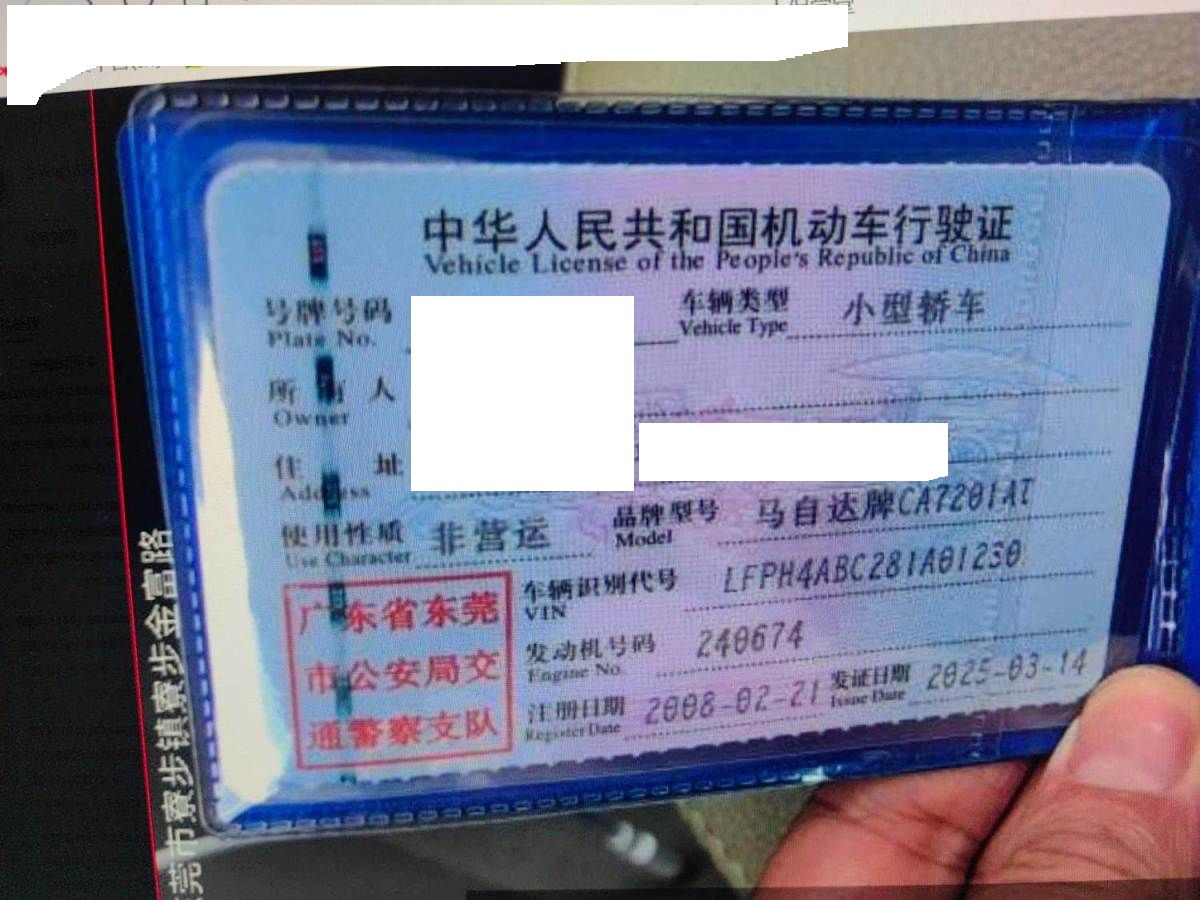 中华人民共和国机动车行驶证
Vehicle License of the People's Republic of China
号牌号码
Plate No.
车辆类型 小型轿车
Vehicle Type
所有人
Owner
住址
Address
使用性质 非营运
Use Character
品牌型号 马自达牌CA7201AT
Model
车辆识别代号 LFPH4ABC281A01230
VIN
发动机号码 240674
Engine No.
注册日期 2008-02-21
Register Date
发证日期 2025-03-14
Issue Date
广东省东莞
市公安局交
通警察支队
莞市寮步镇寮步金富路